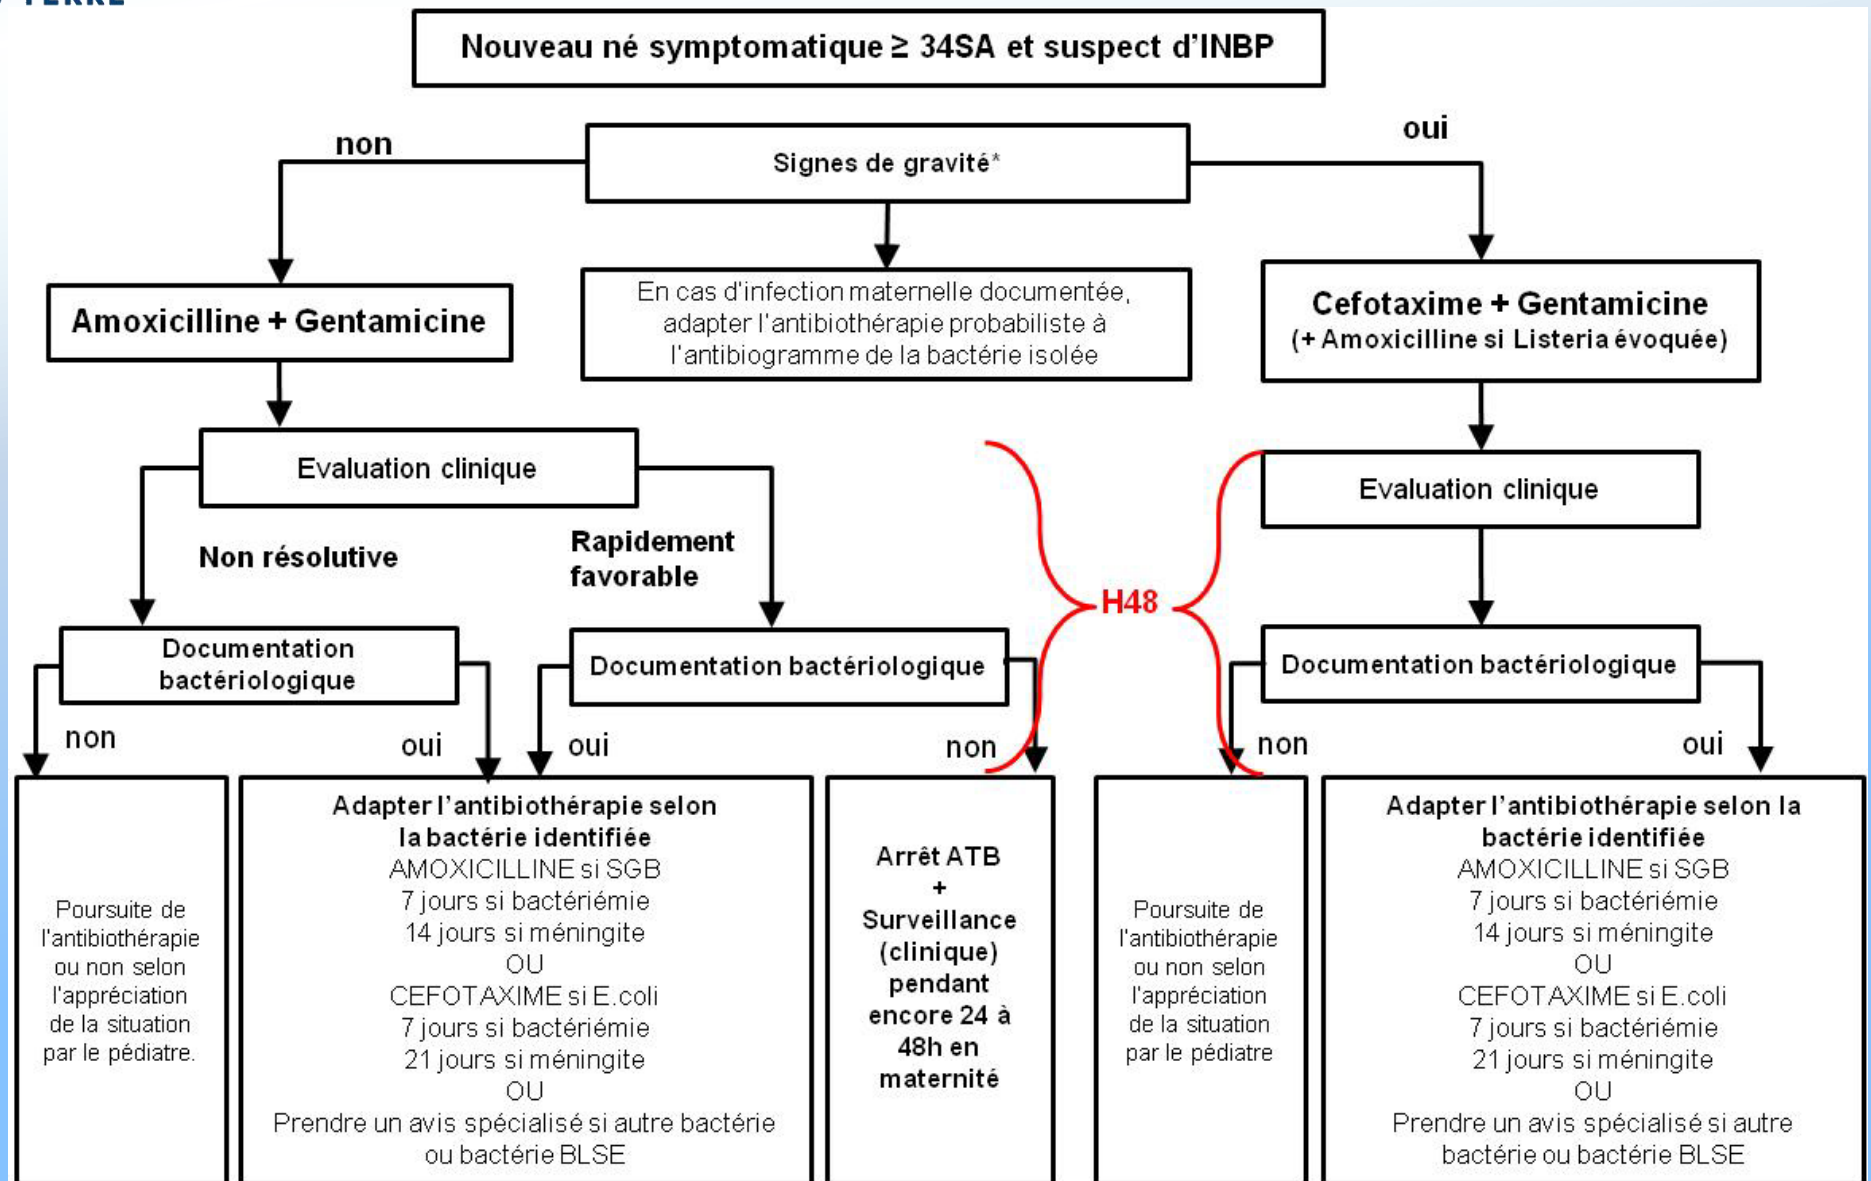 TERRE
Nouveau né symptomatique ≥ 34SA et suspect d'INBP
non
Signes de gravité*
oui
Amoxicilline + Gentamicine
En cas d'infection maternelle documentée,
adapter l'antibiothérapie probabiliste à
l'antibiogramme de la bactérie isolée
Cefotaxime + Gentamicine
(+ Amoxicilline si Listeria évoquée)
Evaluation clinique
Evaluation clinique
Non résolutive
Rapidement
favorable
H48
Documentation
bactériologique
Documentation bactériologique
Documentation bactériologique
non
oui
oui
non
non
oui
Poursuite de
l'antibiothérapie
ou non selon
l'appréciation
de la situation
par le pédiatre.
Adapter l'antibiothérapie selon
la bactérie identifiée
AMOXICILLINE si SGB
7 jours si bactériémie
14 jours si méningite
OU
CEFOTAXIME si E.coli
7 jours si bactériémie
21 jours si méningite
OU
Prendre un avis spécialisé si autre bactérie
ou bactérie BLSE
Arrêt ATB
+
Surveillance
(clinique)
pendant
encore 24 à
48h en
maternité
Poursuite de
l'antibiothérapie
ou non selon
l'appréciation
de la situation
par le pédiatre
Adapter l'antibiothérapie selon la
bactérie identifiée
AMOXICILLINE si SGB
7 jours si bactériémie
14 jours si méningite
OU
CEFOTAXIME si E.coli
7 jours si bactériémie
21 jours si méningite
OU
Prendre un avis spécialisé si autre
bactérie ou bactérie BLSE